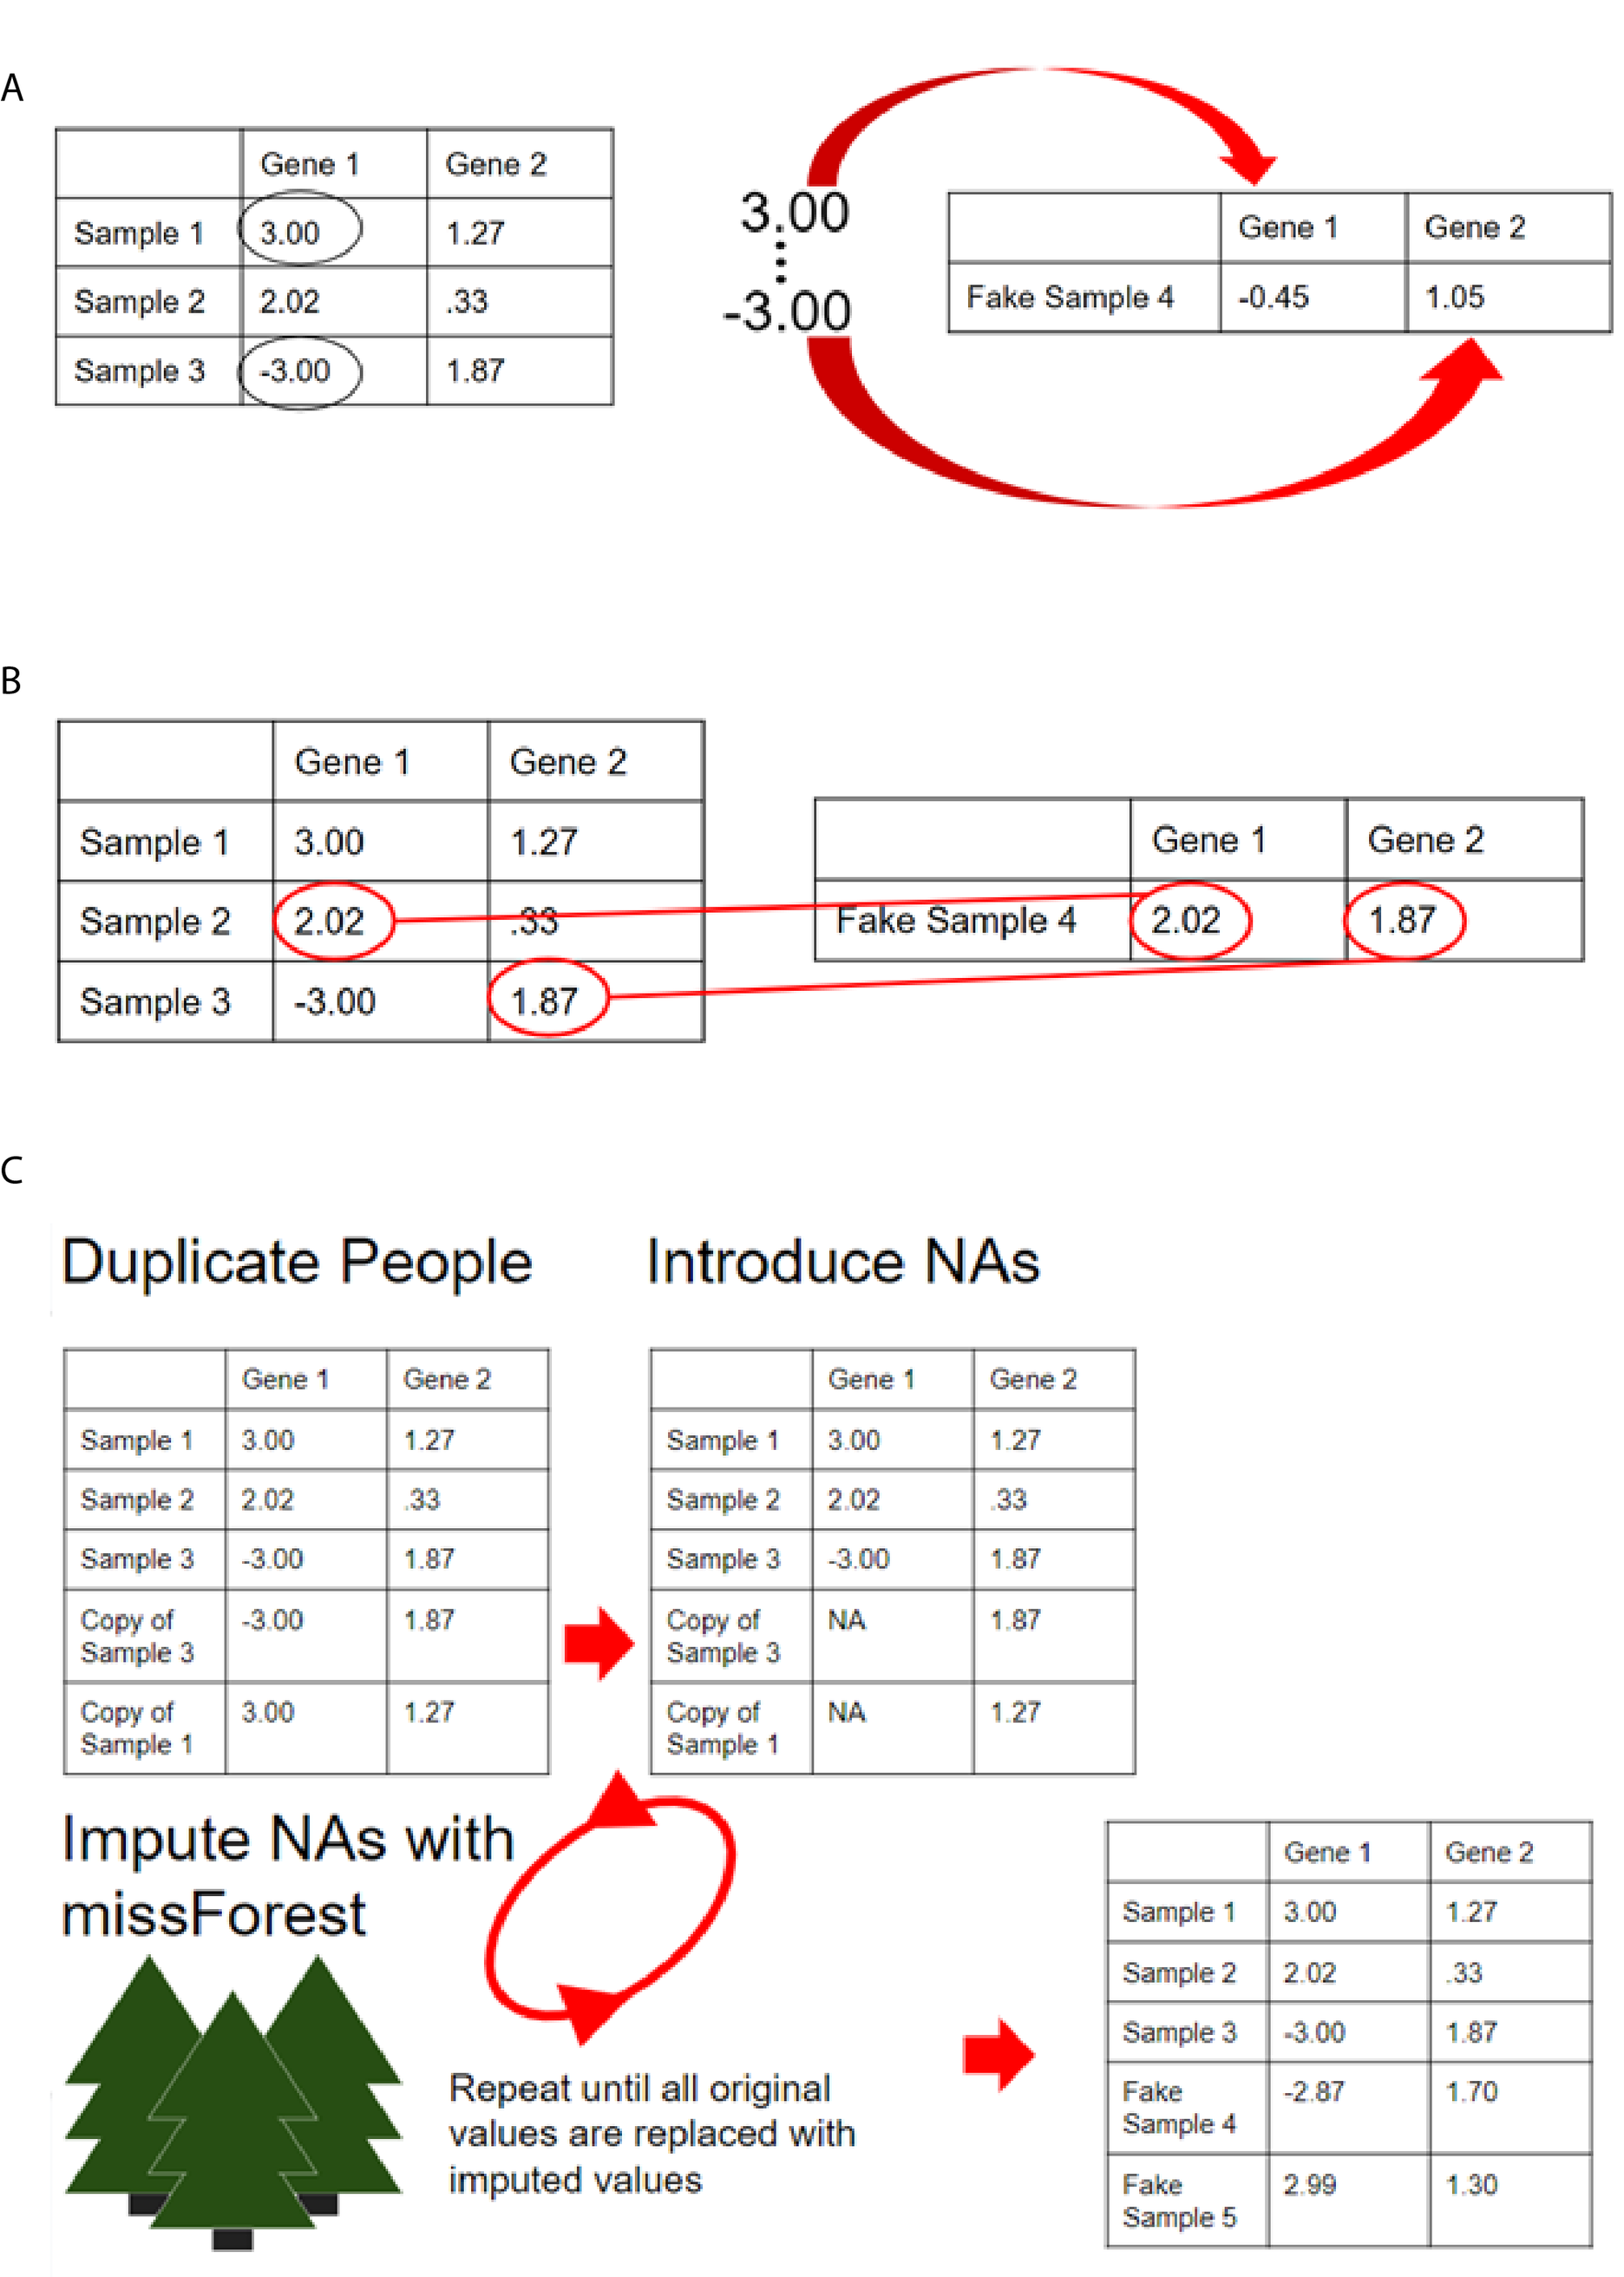 A
Gene 1 Gene 2
Sample 1 3.00 1.27
Sample 2 2.02 .33
Sample 3 -3.00 1.87
3.00
-3.00
Gene 1 Gene 2
Fake Sample 4 -0.45 1.05
B
Gene 1 Gene 2
Sample 1 3.00 1.27
Sample 2 2.02 .33
Sample 3 -3.00 1.87
Gene 1 Gene 2
Fake Sample 4 2.02 1.87
C
Duplicate People
Gene 1 Gene 2
Sample 1 3.00 1.27
Sample 2 2.02 .33
Sample 3 -3.00 1.87
Copy of -3.00 1.87
Sample 3
Copy of 3.00 1.27
Sample 1
Introduce NAs
Gene 1 Gene 2
Sample 1 3.00 1.27
Sample 2 2.02 .33
Sample 3 -3.00 1.87
Copy of NA 1.87
Sample 3
Copy of NA 1.27
Sample 1
Impute NAs with
missForest
Repeat until all original
values are replaced with
imputed values
Gene 1 Gene 2
Sample 1 3.00 1.27
Sample 2 2.02 .33
Sample 3 -3.00 1.87
Fake -2.87 1.70
Sample 4
Fake 2.99 1.30
Sample 5